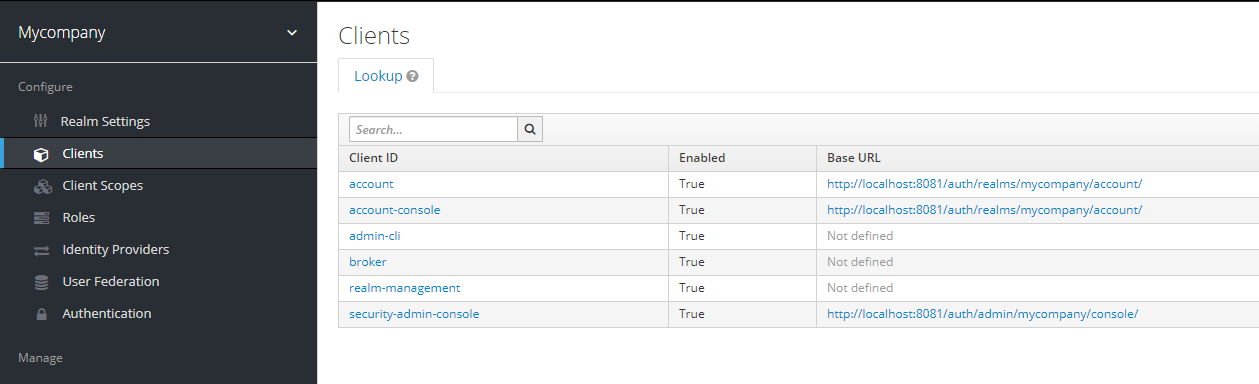 Mycompany
Configure
Realm Settings
Clients
Client Scopes
Roles
Identity Providers
User Federation
Authentication
Manage
Clients
Lookup
Search...
Client ID Enabled Base URL
account True http://localhost:8081/auth/realms/mycompany/account/
account-console True http://localhost:8081/auth/realms/mycompany/account/
admin-cli True Not defined
broker True Not defined
realm-management True Not defined
security-admin-console True http://localhost:8081/auth/admin/mycompany/console/